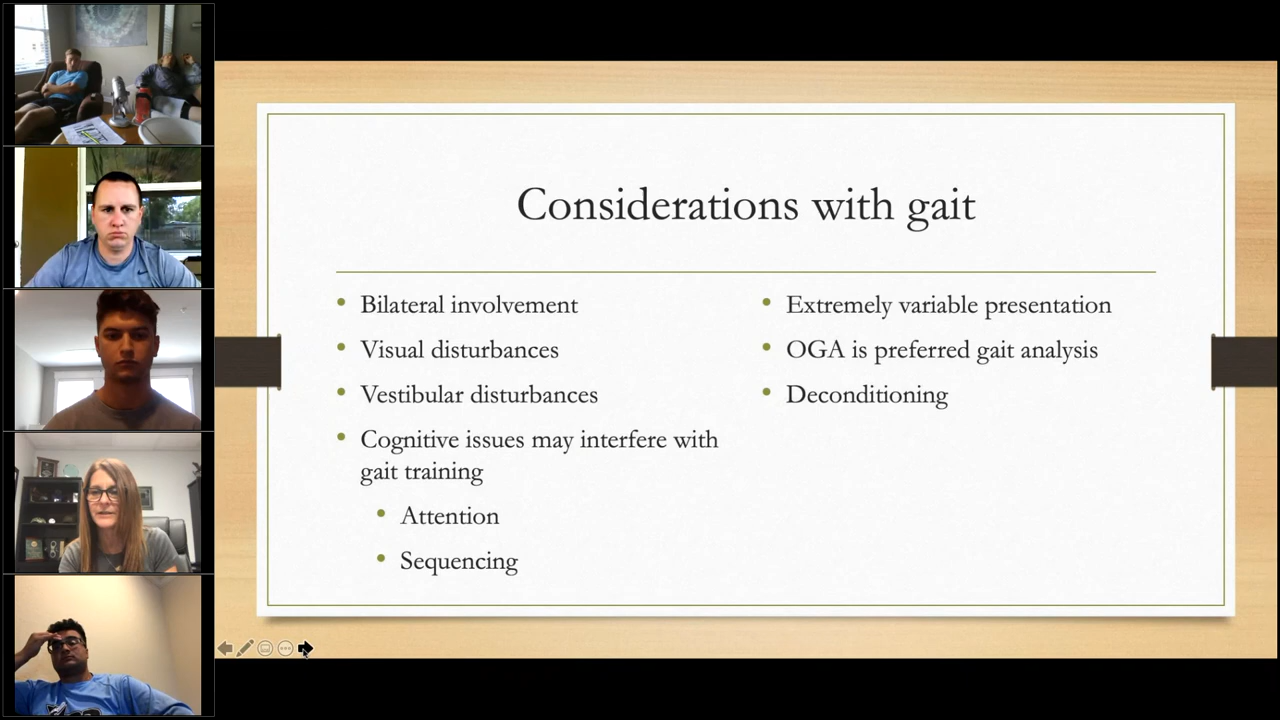 Considerations with gait
Bilateral involvement
Visual disturbances
Vestibular disturbances
Cognitive issues may interfere with
gait training
Attention
Sequencing
Extremely variable presentation
OGA is preferred gait analysis
Deconditioning